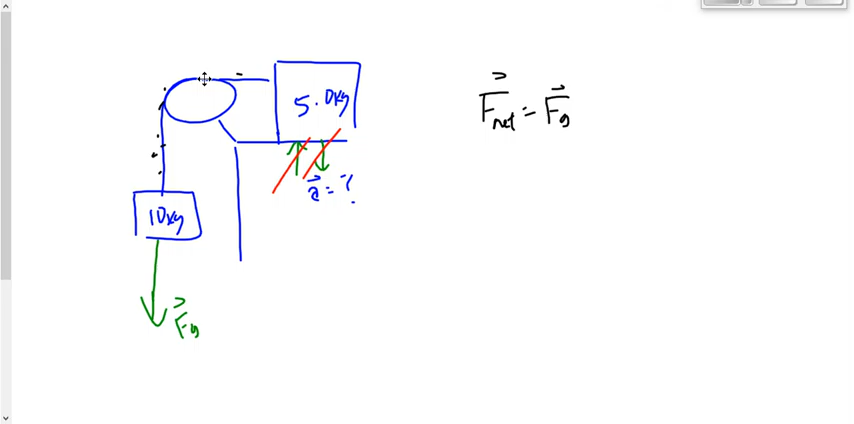 5.0kg
F⃗net = F⃗g
a⃗ = ?
10kg
F⃗g